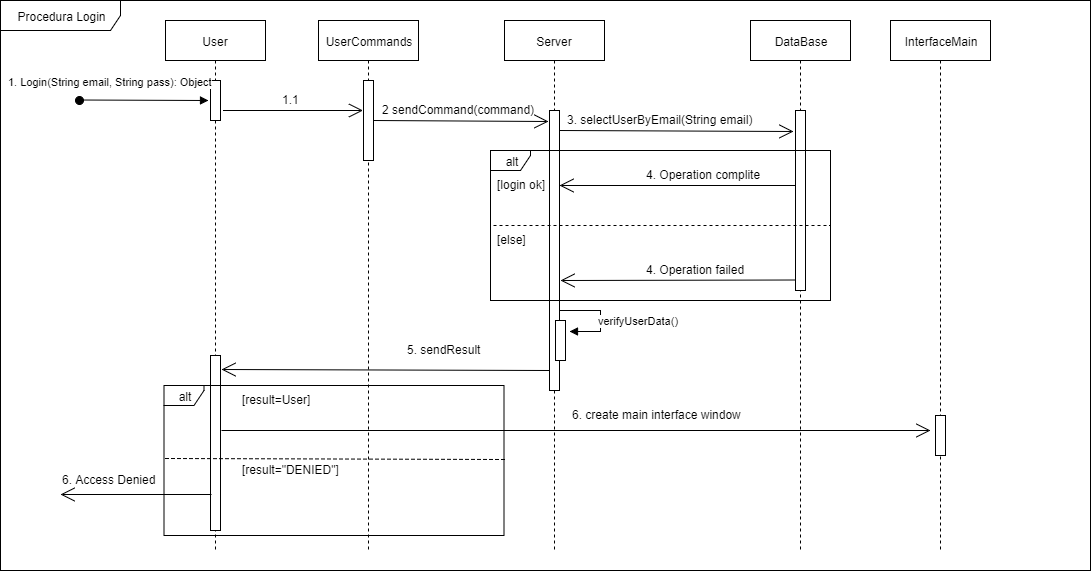 Procedura Login
User
UserCommands
Server
DataBase
InterfaceMain
1. Login(String email, String pass): Object
1.1
2 sendCommand(command)
3. selectUserByEmail(String email)
alt
[login ok]
4. Operation complite
[else]
4. Operation failed
verifyUserData()
5. sendResult
alt
[result=User]
6. create main interface window
[result="DENIED"]
6. Access Denied